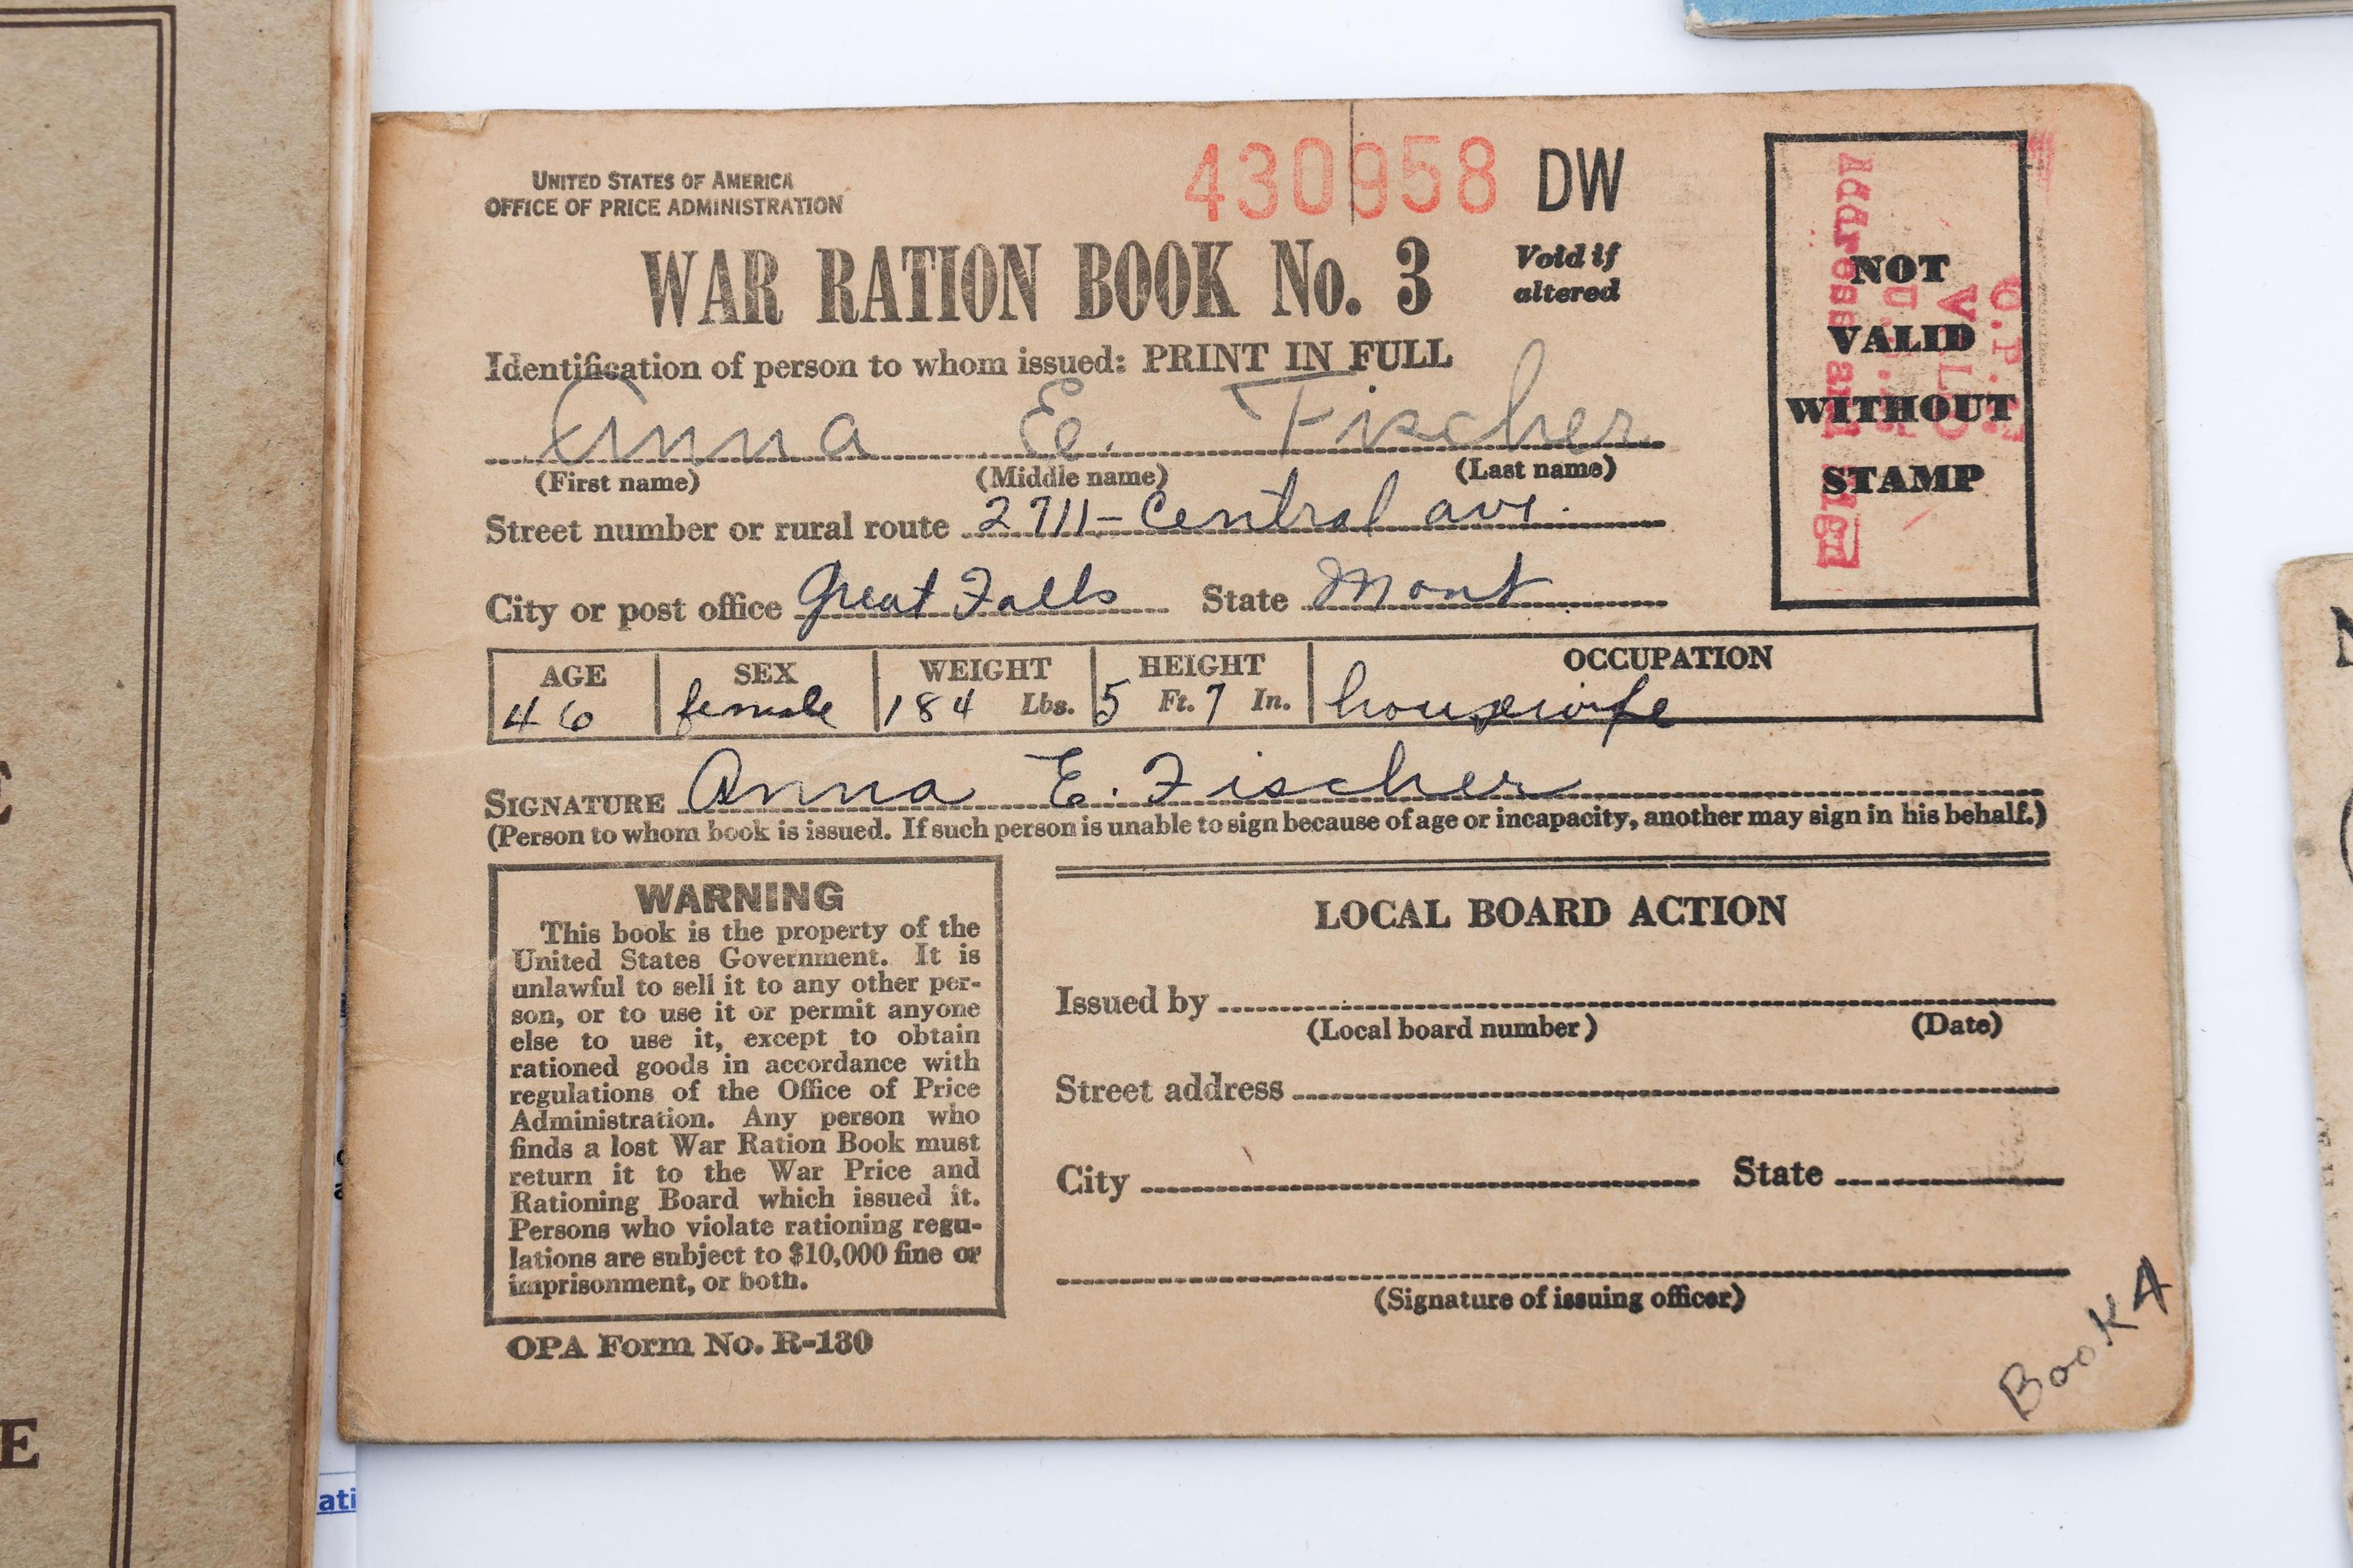 430958 DW
UNITED STATES OF AMERICA
OFFICE OF PRICE ADMINISTRATION
WAR RATION BOOK No. 3
Void if
altered
Identification of person to whom issued: PRINT IN FULL
Anna E. Fischer
(First name) (Middle name) (Last name)
Street number or rural route 2711-Central ave.
City or post office Great Falls State Mont
AGE SEX WEIGHT HEIGHT OCCUPATION
46 female 184 Lbs. 5 Ft. 7 In. housewife
SIGNATURE Anna E. Fischer
(Person to whom book is issued. If such person is unable to sign because of age or incapacity, another may sign in his behalf.)
NOT
VALID
WITHOUT
STAMP
O.P.A.
VALID
Address and
WARNING
This book is the property of the
United States Government. It is
unlawful to sell it to any other per-
son, or to use it or permit anyone
else to use it, except to obtain
rationed goods in accordance with
regulations of the Office of Price
Administration. Any person who
finds a lost War Ration Book must
return it to the War Price and
Rationing Board which issued it.
Persons who violate rationing regu-
lations are subject to $10,000 fine or
imprisonment, or both.
OPA Form No. R-130
LOCAL BOARD ACTION
Issued by
(Local board number) (Date)
Street address
City State
(Signature of issuing officer)
Book A
E
ati